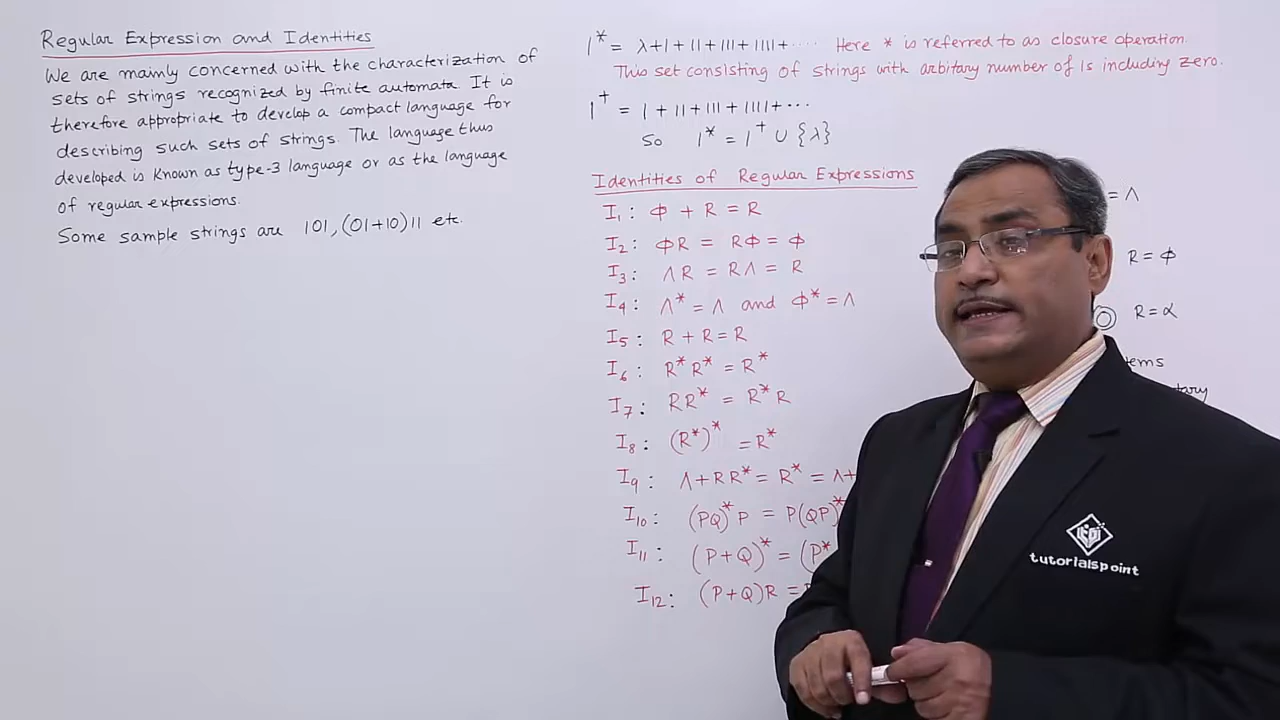 Regular Expression and Identities
We are mainly concerned with the characterization of
sets of strings recognized by finite automata. It is
therefore appropriate to develop a compact language for
describing such sets of strings. The language thus
developed is known as type-3 language or as the language
of regular expressions.
Some sample strings are 101, (01+10)11 etc.
1* = λ+1+11+111+1111+····· Here * is referred to as closure operation.
This set consisting of strings with arbitary number of 1s including zero.
1⁺ = 1+11+111+1111+···
So 1* = 1⁺ ∪ {λ}
Identities of Regular Expressions
I₁ : Φ + R = R
I₂ : ΦR = RΦ = Φ
I₃ : ΛR = RΛ = R
I₄ : Λ* = Λ and Φ* = Λ
I₅ : R + R = R
I₆ : R*R* = R*
I₇ : RR* = R*R
I₈ : (R*)* = R*
I₉ : Λ+RR* = R* = Λ+
I₁₀ : (PQ)*P = P(QP)*
I₁₁ : (P+Q)* = (P*
I₁₂ : (P+Q)R =
= Λ
R = Φ
R = α
tutorialspoint